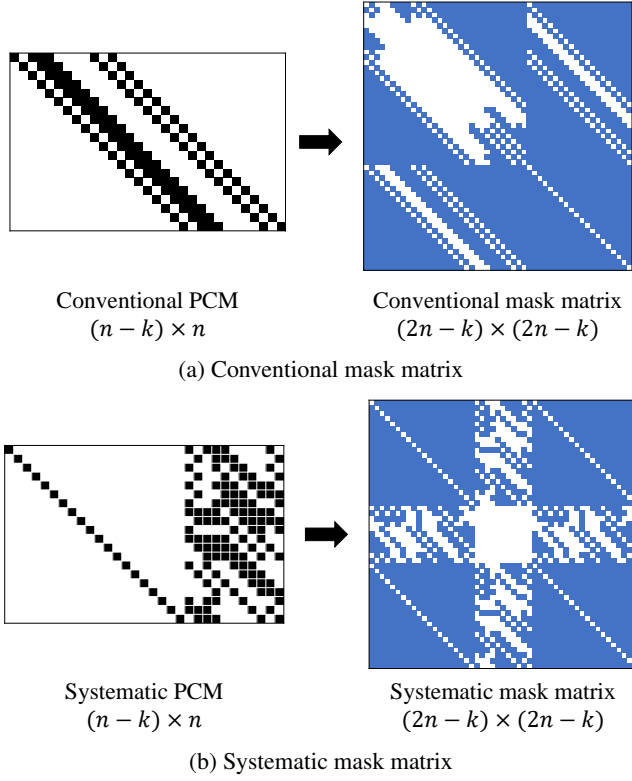 Conventional PCM
(n − k) × n
Conventional mask matrix
(2n − k) × (2n − k)
(a) Conventional mask matrix
Systematic PCM
(n − k) × n
Systematic mask matrix
(2n − k) × (2n − k)
(b) Systematic mask matrix